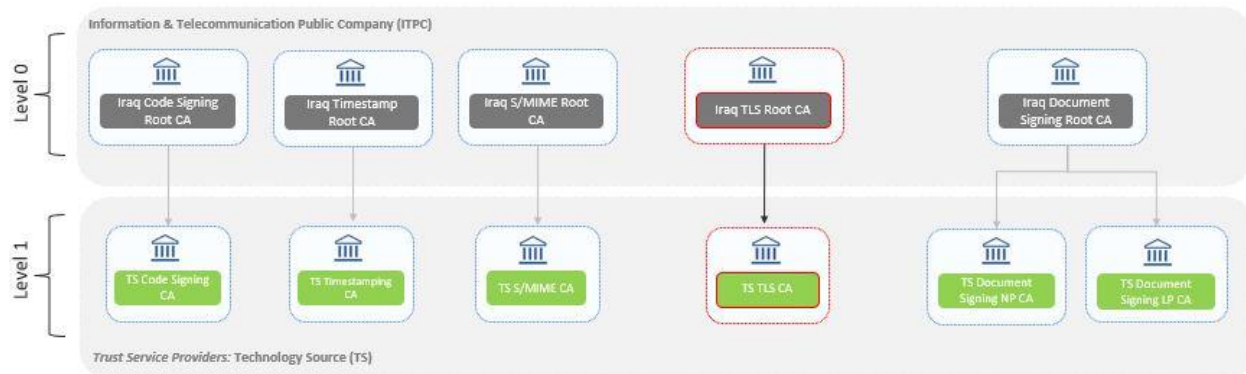 Information & Telecommunication Public Company (ITPC)
Level 0
Iraq Code Signing
Root CA
Iraq Timestamp
Root CA
Iraq S/MIME Root
CA
Iraq TLS Root CA
Iraq Document
Signing Root CA
Level 1
TS Code Signing
CA
TS Timestamping
CA
TS S/MIME CA
TS TLS CA
TS Document
Signing NP CA
TS Document
Signing LP CA
Trust Service Providers: Technology Source (TS)